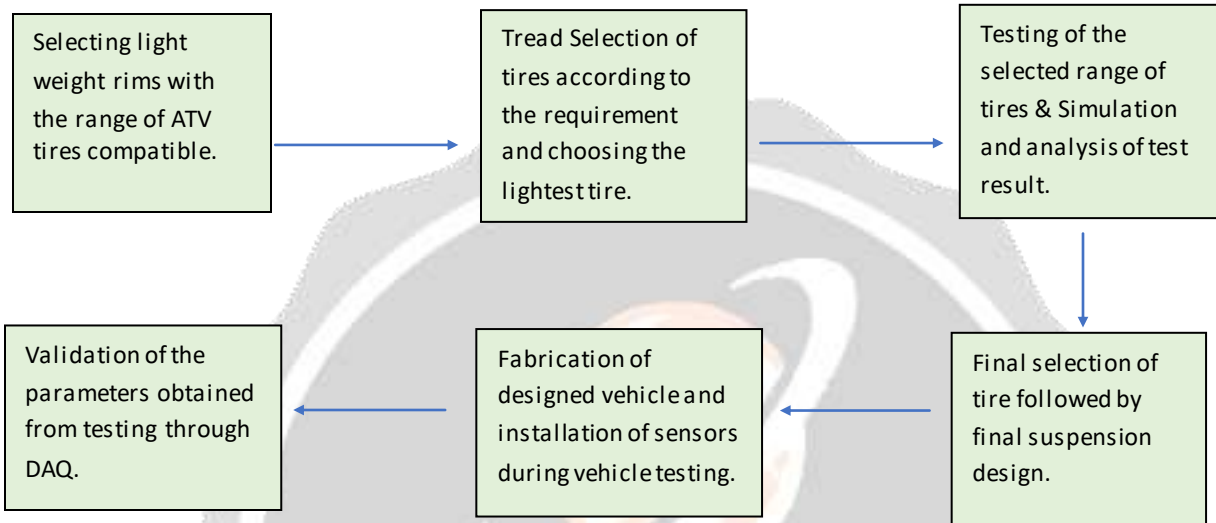 Selecting light
weight rims with
the range of ATV
tires compatible.
Tread Selection of
tires according to
the requirement
and choosing the
lightest tire.
Testing of the
selected range of
tires & Simulation
and analysis of test
result.
Final selection of
tire followed by
final suspension
design.
Fabrication of
designed vehicle and
installation of sensors
during vehicle testing.
Validation of the
parameters obtained
from testing through
DAQ.